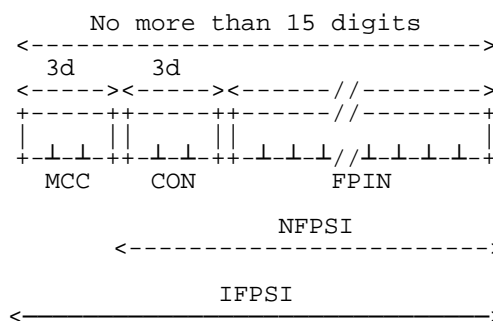 No more than 15 digits
3d 3d
MCC CON FPIN
NFPSI
IFPSI